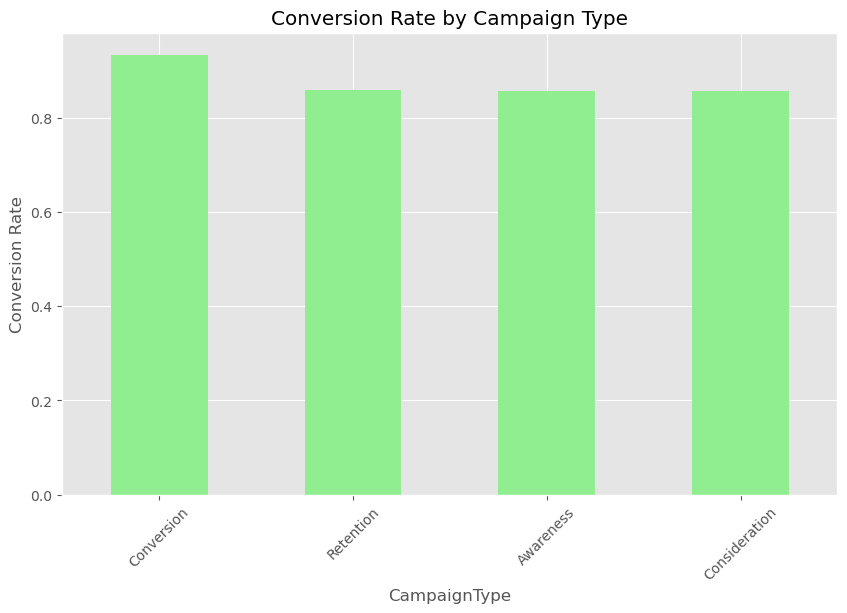 Conversion Rate by Campaign Type
Conversion Rate
0.8
0.6
0.4
0.2
0.0
Conversion
Retention
Awareness
Consideration
CampaignType